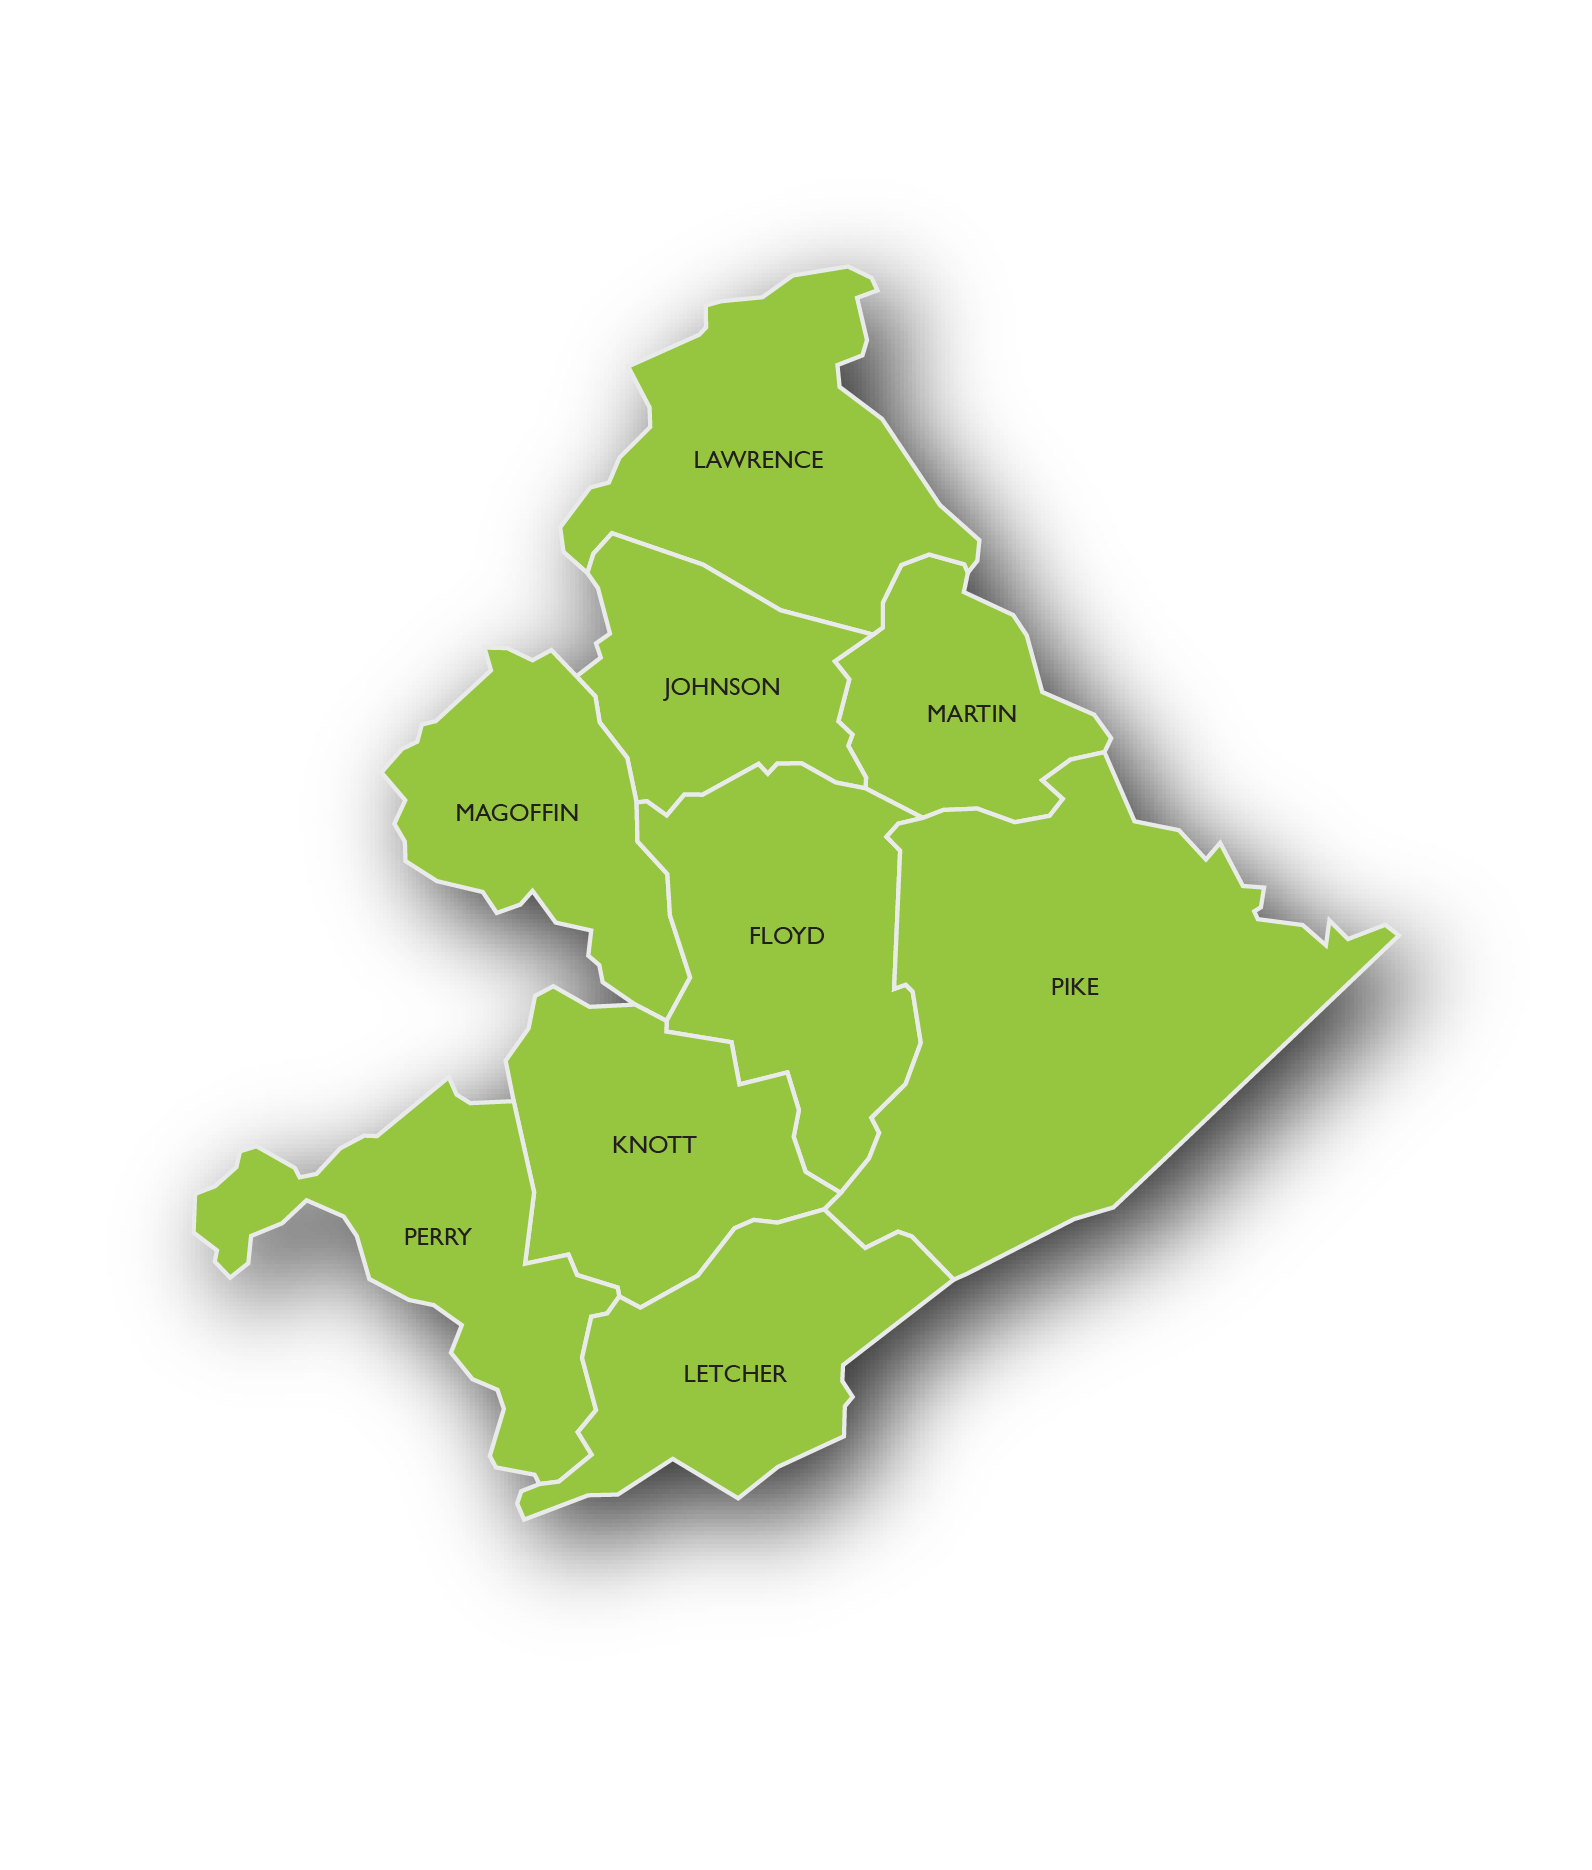 LAWRENCE
JOHNSON
MARTIN
MAGOFFIN
FLOYD
PIKE
KNOTT
PERRY
LETCHER